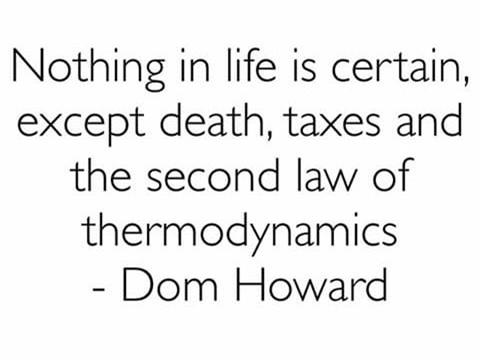 Nothing in life is certain,
except death, taxes and
the second law of
thermodynamics
- Dom Howard